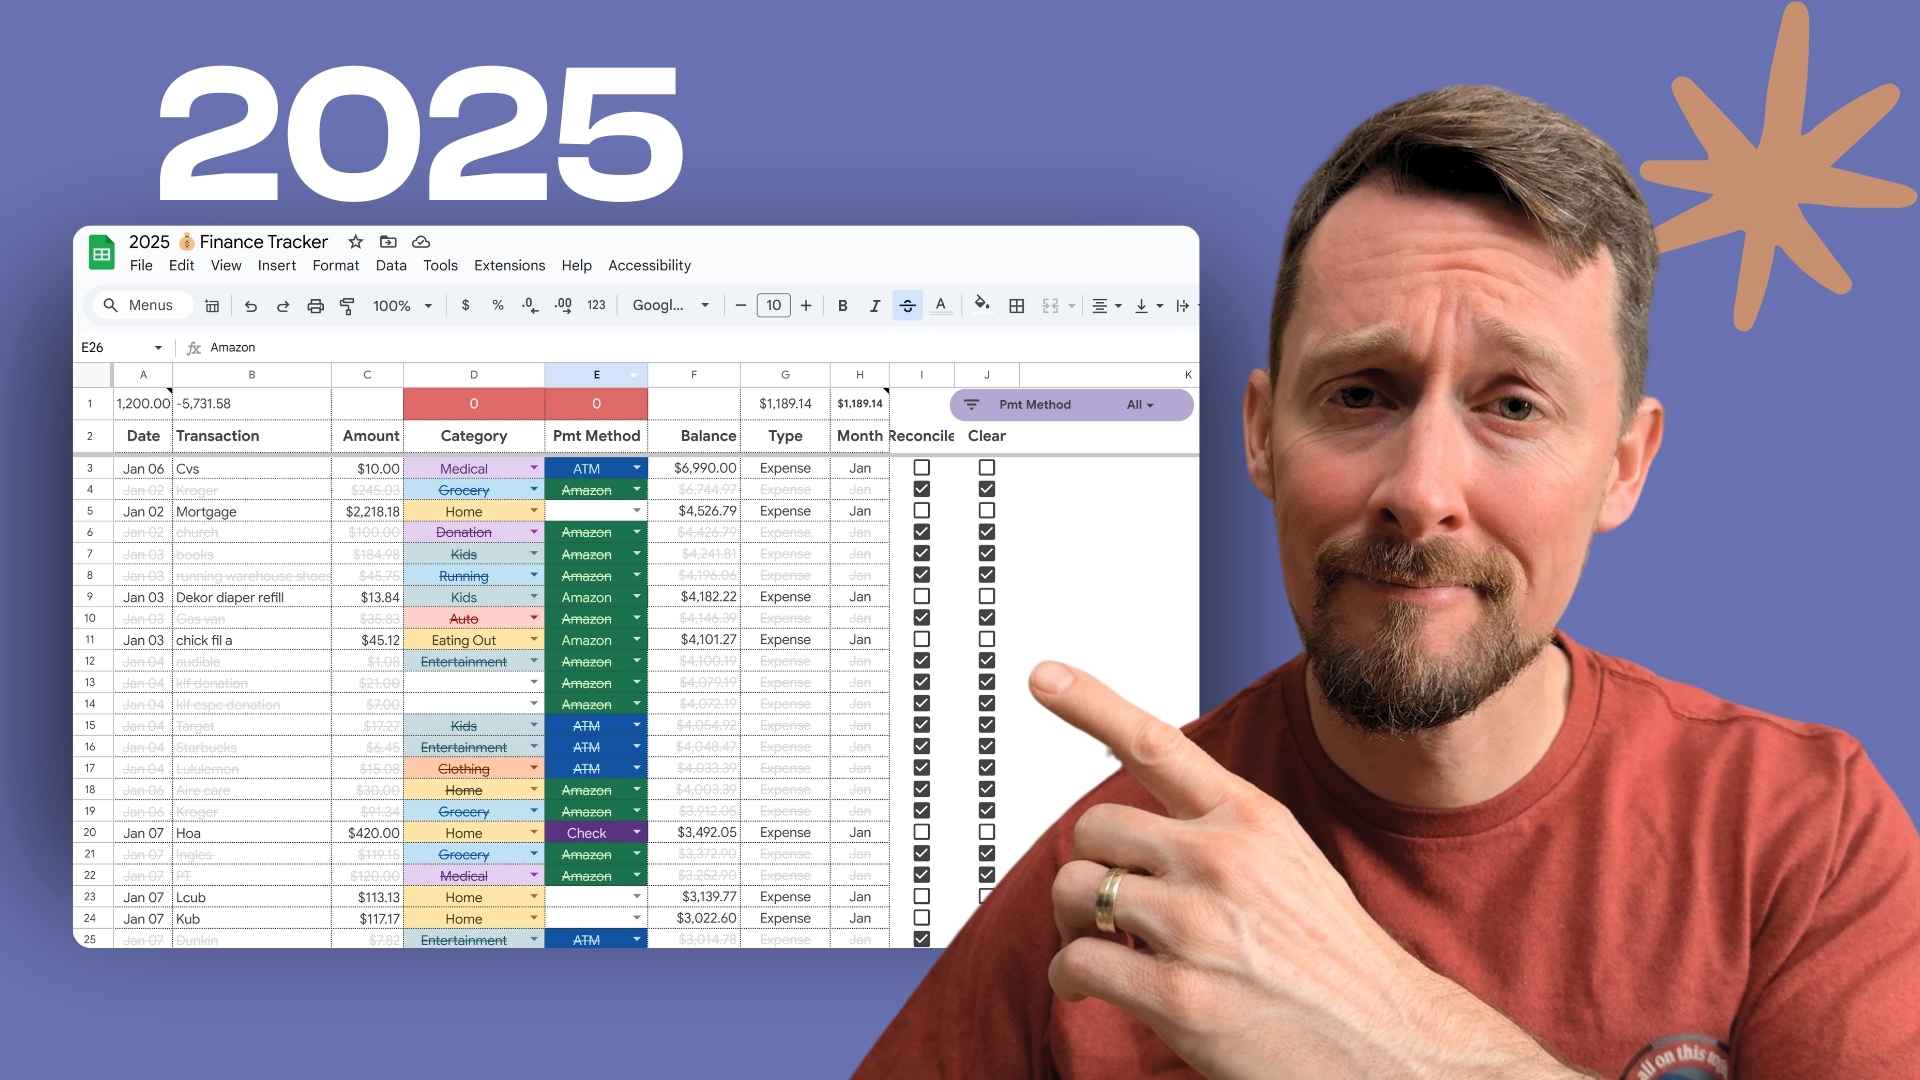 2025
2025 💰 Finance Tracker
File Edit View Insert Format Data Tools Extensions Help Accessibility
Menus 100% $ % .0 .00 123 Googl... 10 B I A
E26 fx Amazon
A B C D E F G H I J K
1 1,200.00 -5,731.58 0 0 $1,189.14 $1,189.14 Pmt Method All
2 Date Transaction Amount Category Pmt Method Balance Type Month Reconcile Clear
3 Jan 06 Cvs $10.00 Medical ATM $6,990.00 Expense Jan
4 Jan 02 Kroger $245.03 Grocery Amazon $6,744.97 Expense Jan
5 Jan 02 Mortgage $2,218.18 Home $4,526.79 Expense Jan
6 Jan 02 church $100.00 Donation Amazon $4,426.79 Expense Jan
7 Jan 03 books $184.98 Kids Amazon $4,241.81 Expense Jan
8 Jan 03 running warehouse shoes $45.75 Running Amazon $4,196.06 Expense Jan
9 Jan 03 Dekor diaper refill $13.84 Kids Amazon $4,182.22 Expense Jan
10 Jan 03 Gas van $35.83 Auto Amazon $4,146.39 Expense Jan
11 Jan 03 chick fil a $45.12 Eating Out Amazon $4,101.27 Expense Jan
12 Jan 04 audible $1.08 Entertainment Amazon $4,100.19 Expense Jan
13 Jan 04 klf donation $21.00 Amazon $4,079.19 Expense Jan
14 Jan 04 klf espc donation $7.00 Amazon $4,072.19 Expense Jan
15 Jan 04 Target $17.27 Kids ATM $4,054.92 Expense Jan
16 Jan 04 Starbucks $6.45 Entertainment ATM $4,048.47 Expense Jan
17 Jan 04 Lululemon $15.08 Clothing ATM $4,033.39 Expense Jan
18 Jan 06 Aire care $30.00 Home Amazon $4,003.39 Expense Jan
19 Jan 06 Kroger $91.34 Grocery Amazon $3,912.05 Expense Jan
20 Jan 07 Hoa $420.00 Home Check $3,492.05 Expense Jan
21 Jan 07 Ingles $119.15 Grocery Amazon $3,372.90 Expense Jan
22 Jan 07 PT $120.00 Medical Amazon $3,252.90 Expense Jan
23 Jan 07 Lcub $113.13 Home $3,139.77 Expense Jan
24 Jan 07 Kub $117.17 Home $3,022.60 Expense Jan
25 Jan 07 Dunkin $7.82 Entertainment ATM $3,014.78 Expense Jan
all on this